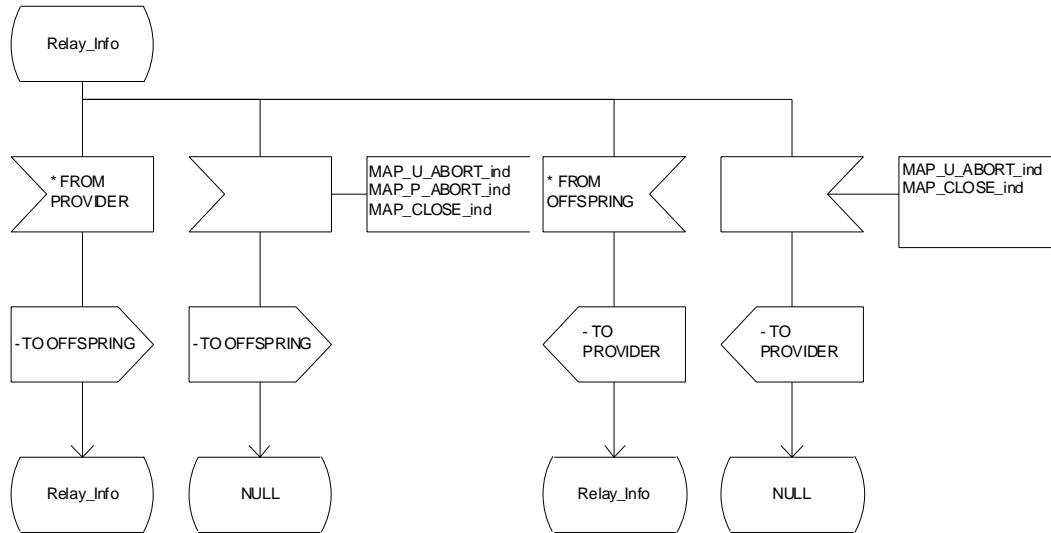 Relay_Info
* FROM
PROVIDER
MAP_U_ABORT_ind
MAP_P_ABORT_ind
MAP_CLOSE_ind
* FROM
OFFSPRING
MAP_U_ABORT_ind
MAP_CLOSE_ind
- TO OFFSPRING
- TO OFFSPRING
- TO
PROVIDER
- TO
PROVIDER
Relay_Info
NULL
Relay_Info
NULL